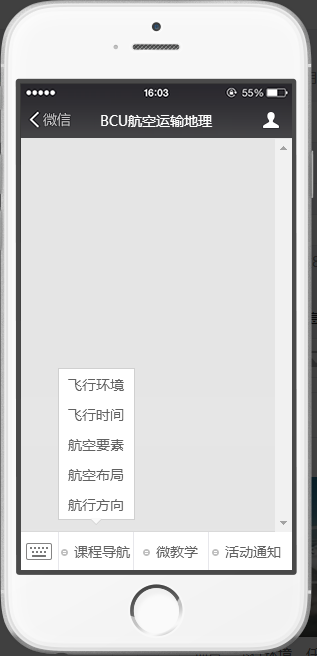 16:03
55%
微信
BCU航空运输地理
飞行环境
飞行时间
航空要素
航空布局
航行方向
课程导航
微教学
活动通知